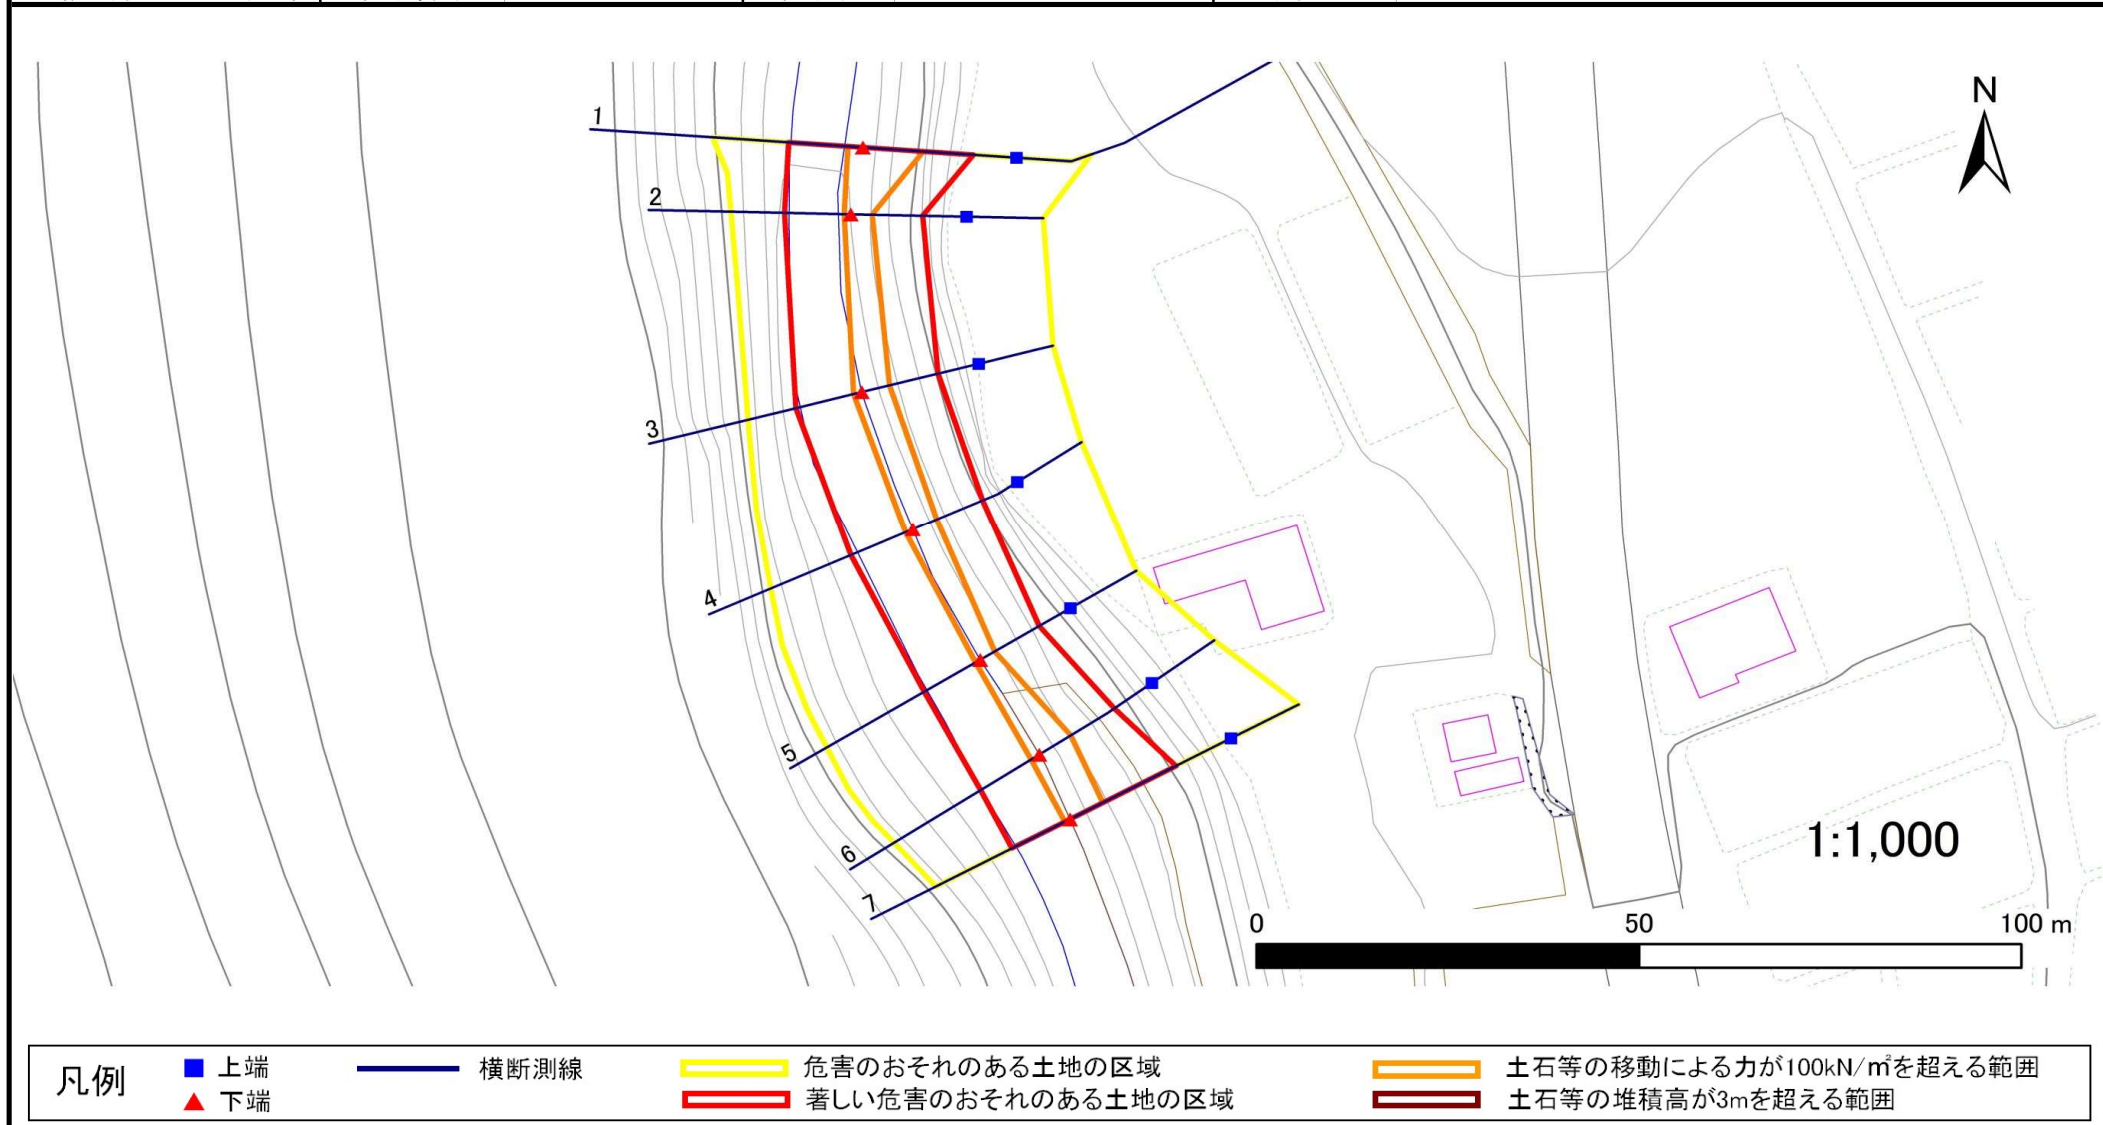 1
N
2
3
4
5
6
7
1:1,000
0 50 100 m
凡例
上端
横断測線
危害のおそれのある土地の区域
土石等の移動による力が100kN/㎡を超える範囲
下端
著しい危害のおそれのある土地の区域
土石等の堆積高が3mを超える範囲